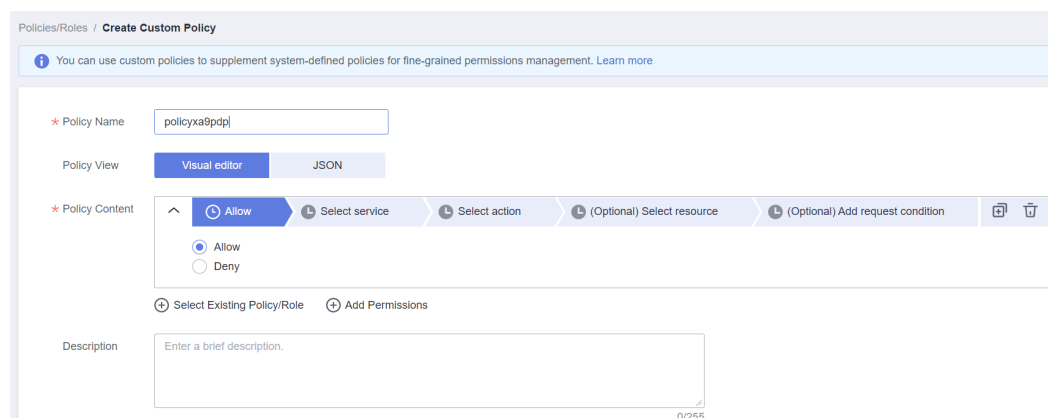 Policies/Roles / Create Custom Policy
You can use custom policies to supplement system-defined policies for fine-grained permissions management. Learn more
* Policy Name policyxa9pdp
Policy View Visual editor JSON
* Policy Content Allow Select service Select action (Optional) Select resource (Optional) Add request condition
Allow
Deny
Select Existing Policy/Role Add Permissions
Description Enter a brief description.
0/255